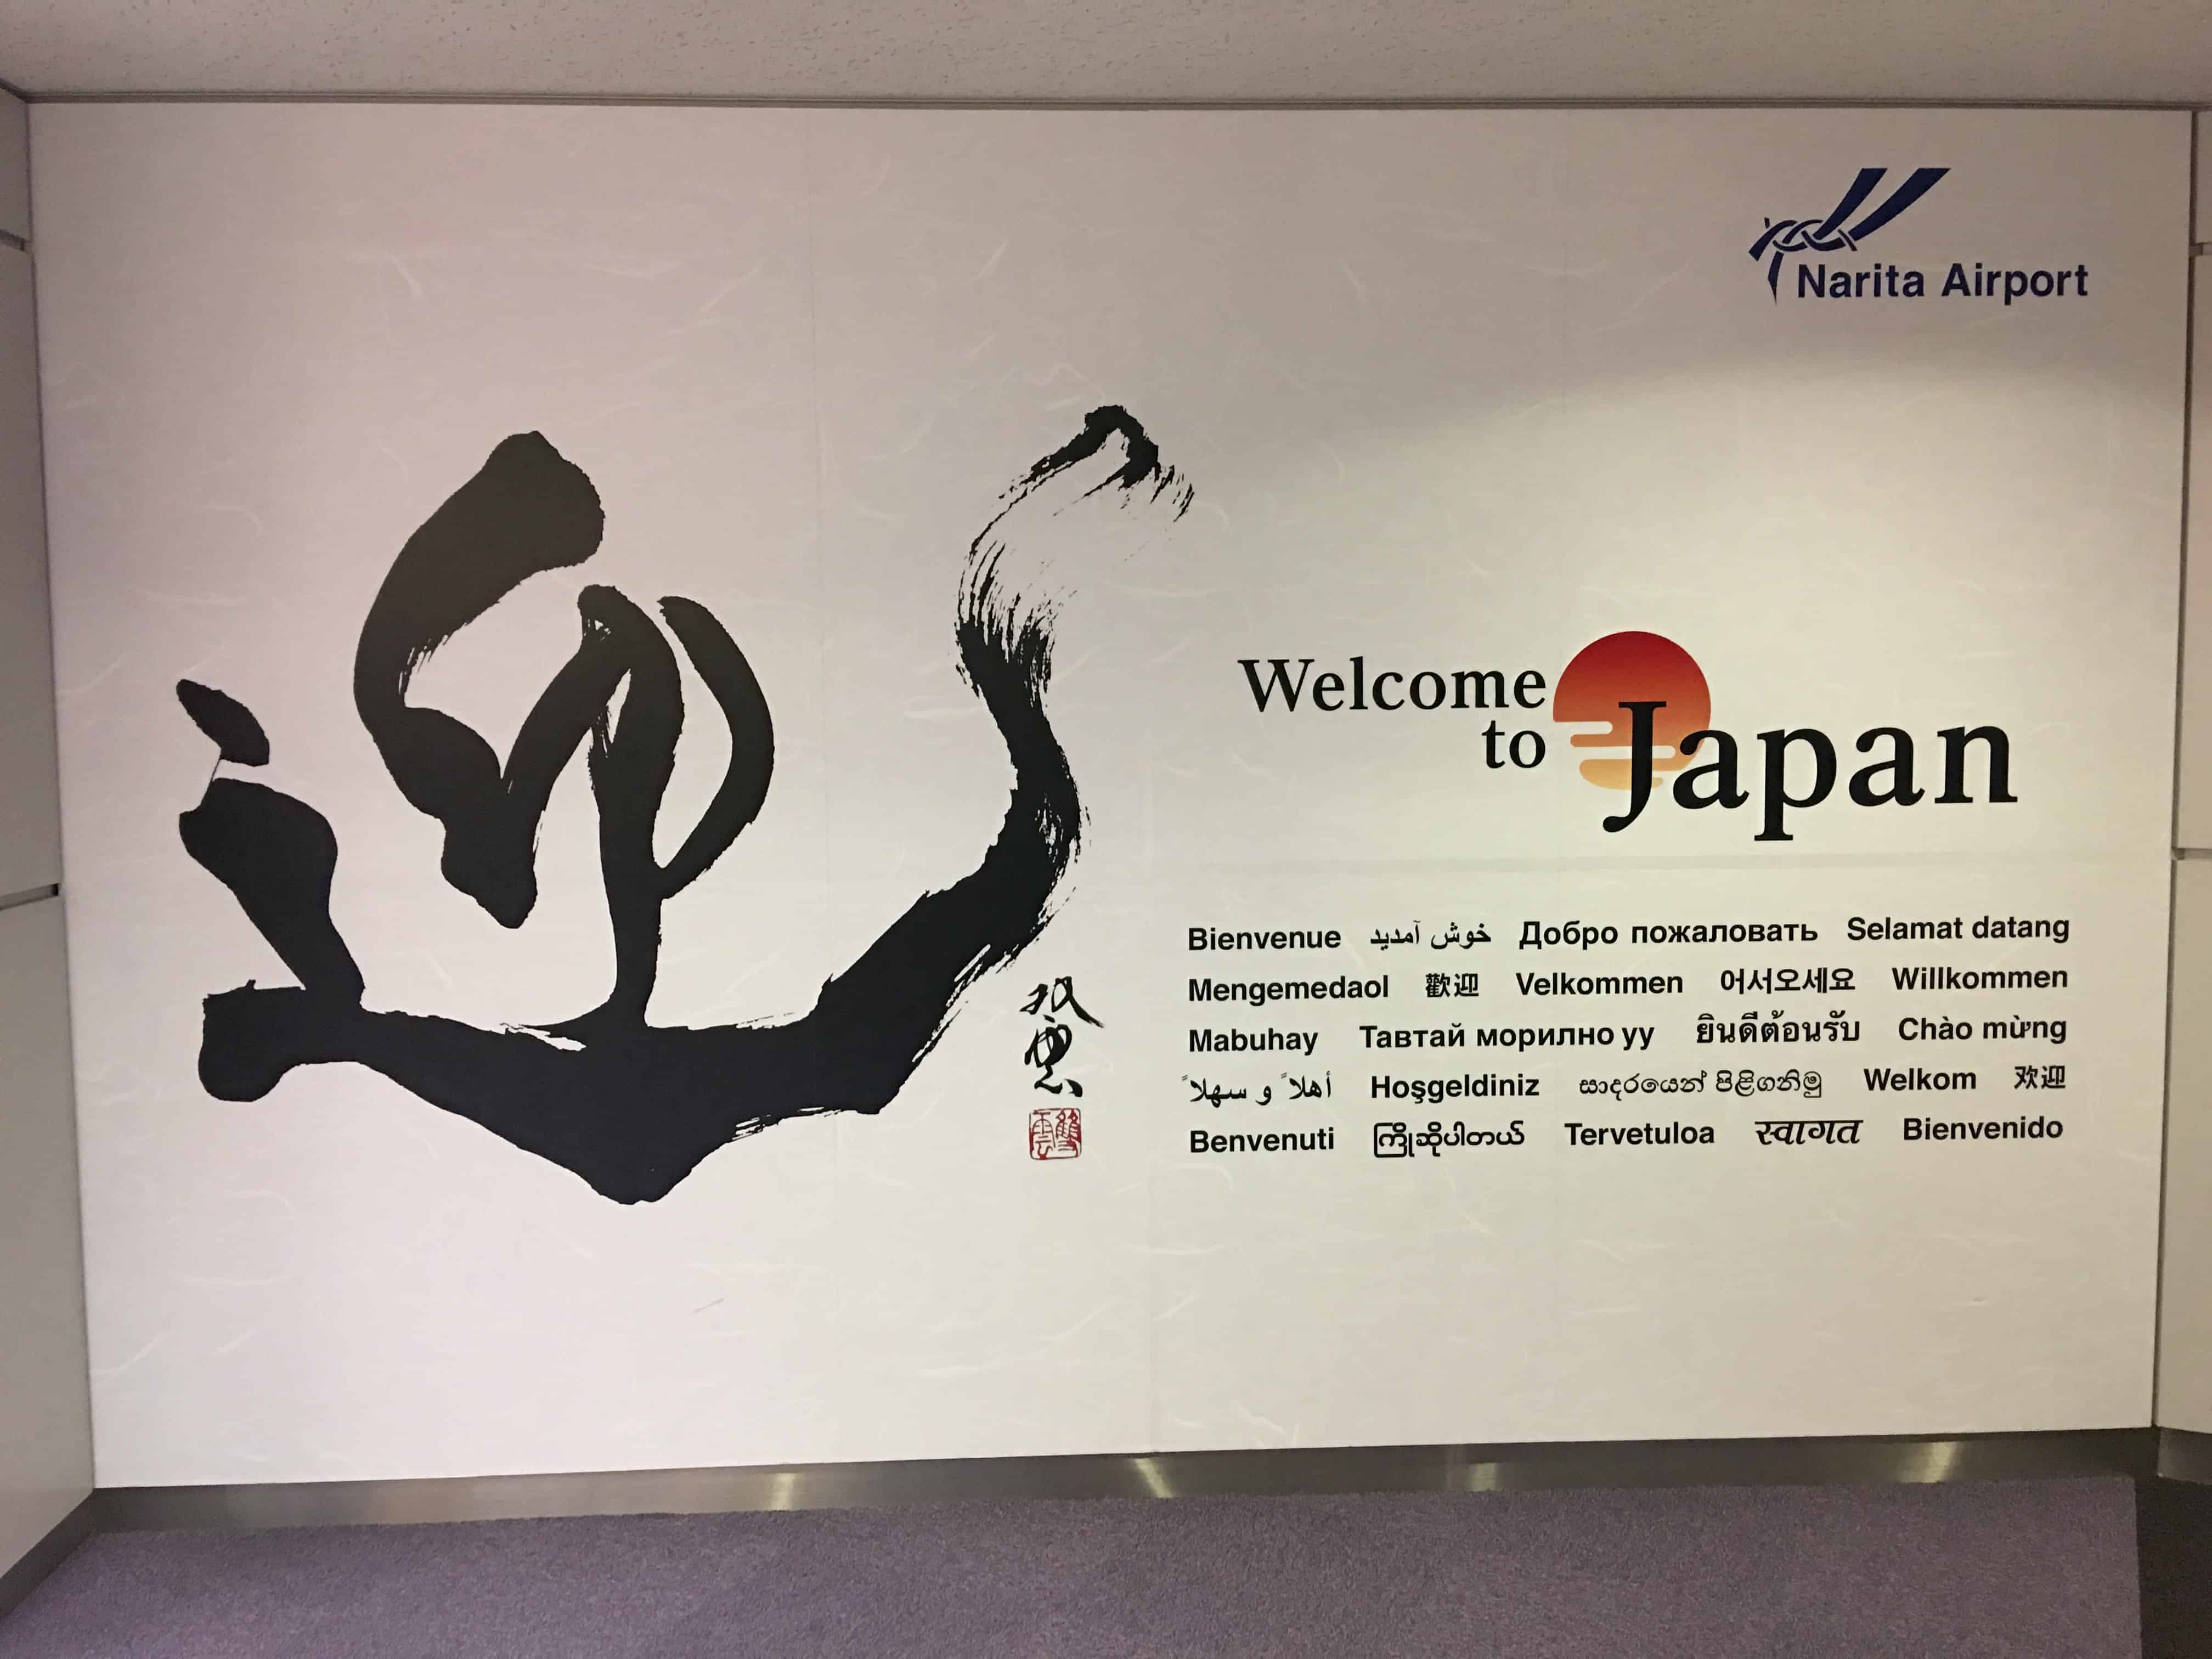 迎
Narita Airport
Welcome
to Japan
Bienvenue خوش آمدید Добро пожаловать Selamat datang
Mengemedaol 歡迎 Velkommen 어서오세요 Willkommen
Mabuhay Тавтай морилно уу ยินดีต้อนรับ Chào mừng
أهلاً و سهلاً Hoşgeldiniz සාදරයෙන් පිළිගනිමු Welkom 欢迎
Benvenuti ကြိုဆိုပါတယ် Tervetuloa स्वागत Bienvenido